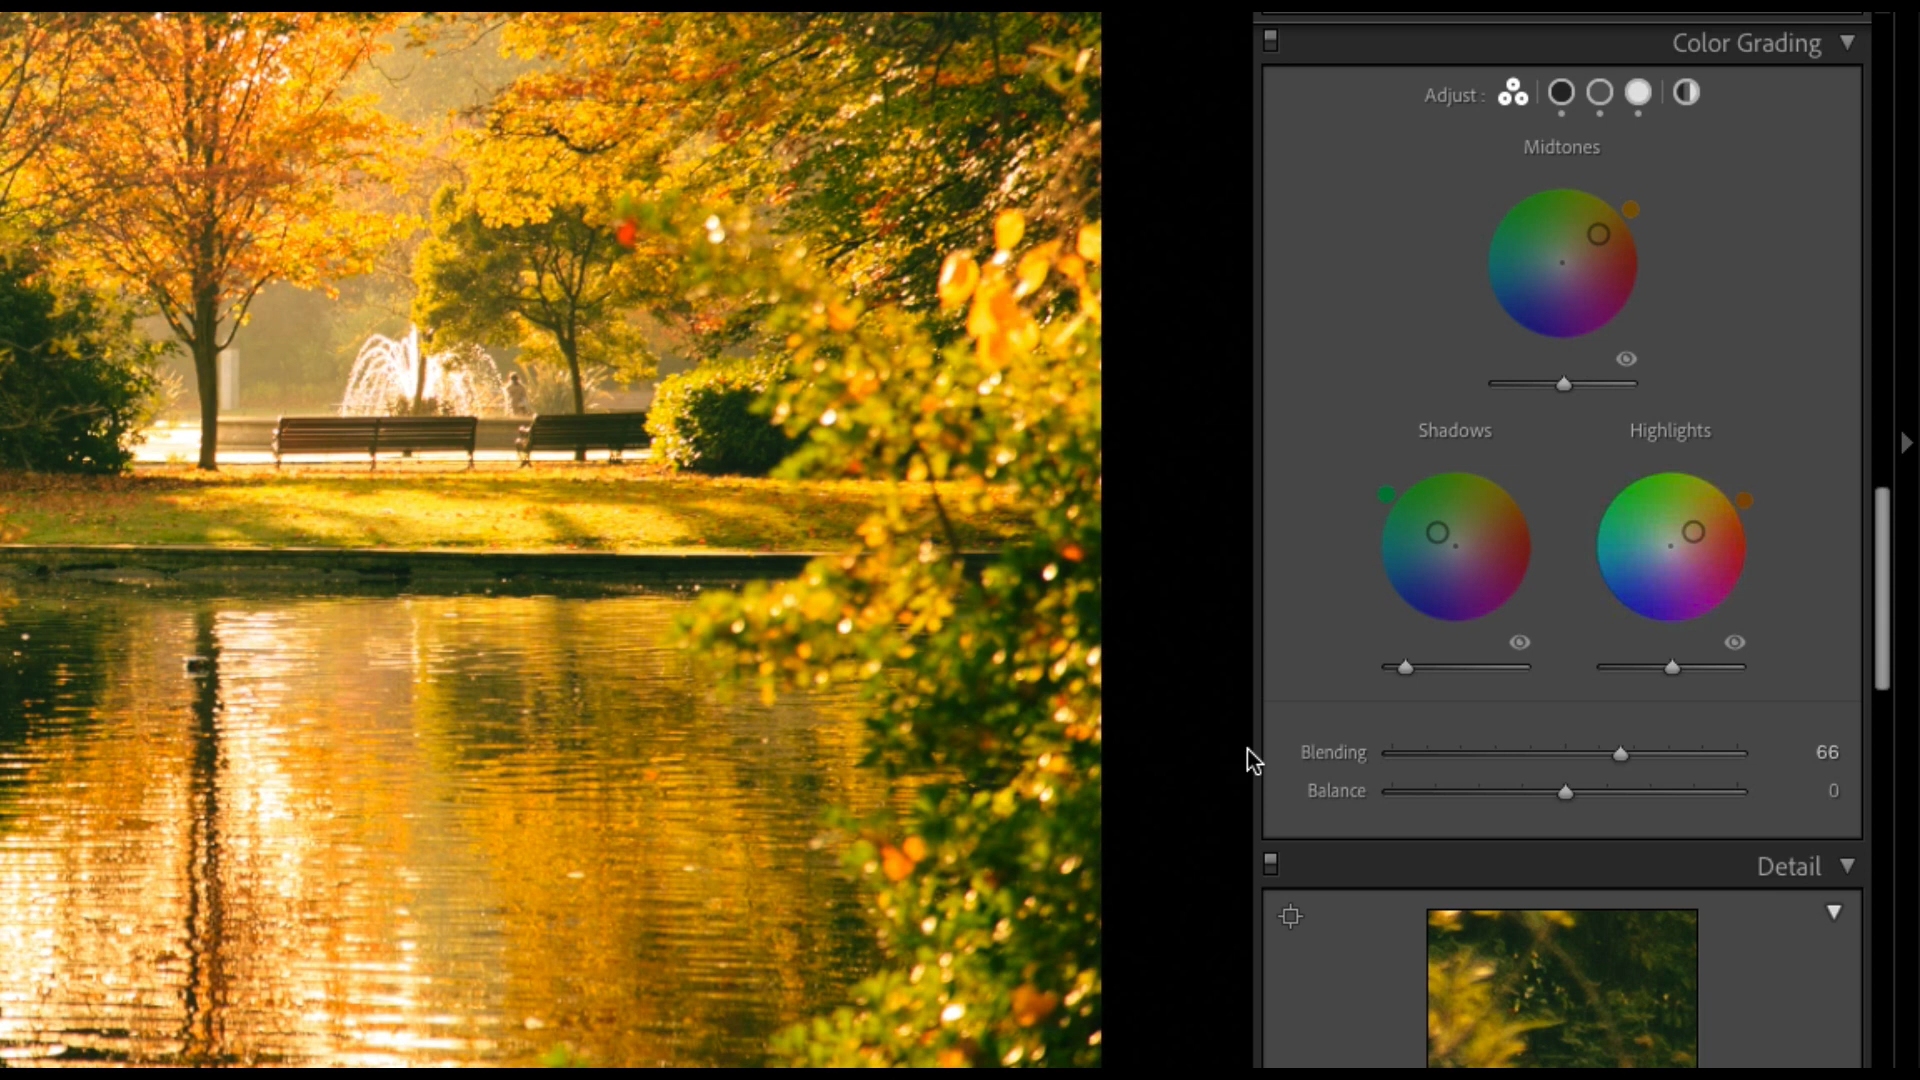 Color Grading
Adjust :
Midtones
Shadows Highlights
Blending 66
Balance 0
Detail